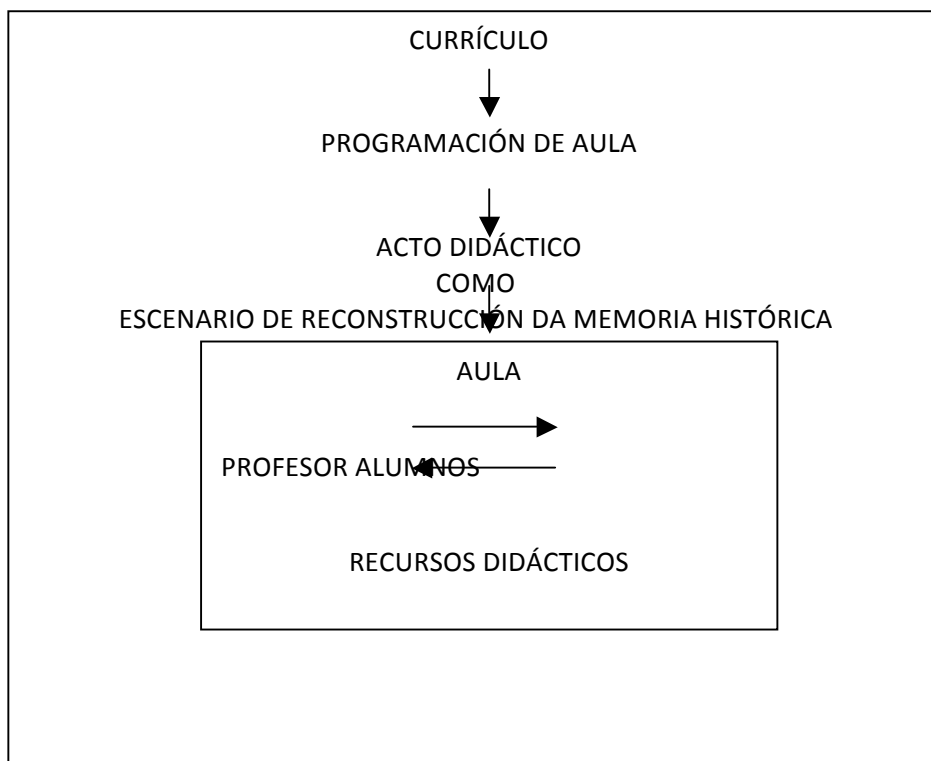 CURRÍCULO
PROGRAMACIÓN DE AULA
ACTO DIDÁCTICO
COMO
ESCENARIO DE RECONSTRUCCIÓN DA MEMORIA HISTÓRICA
AULA
PROFESOR ALUMNOS
RECURSOS DIDÁCTICOS